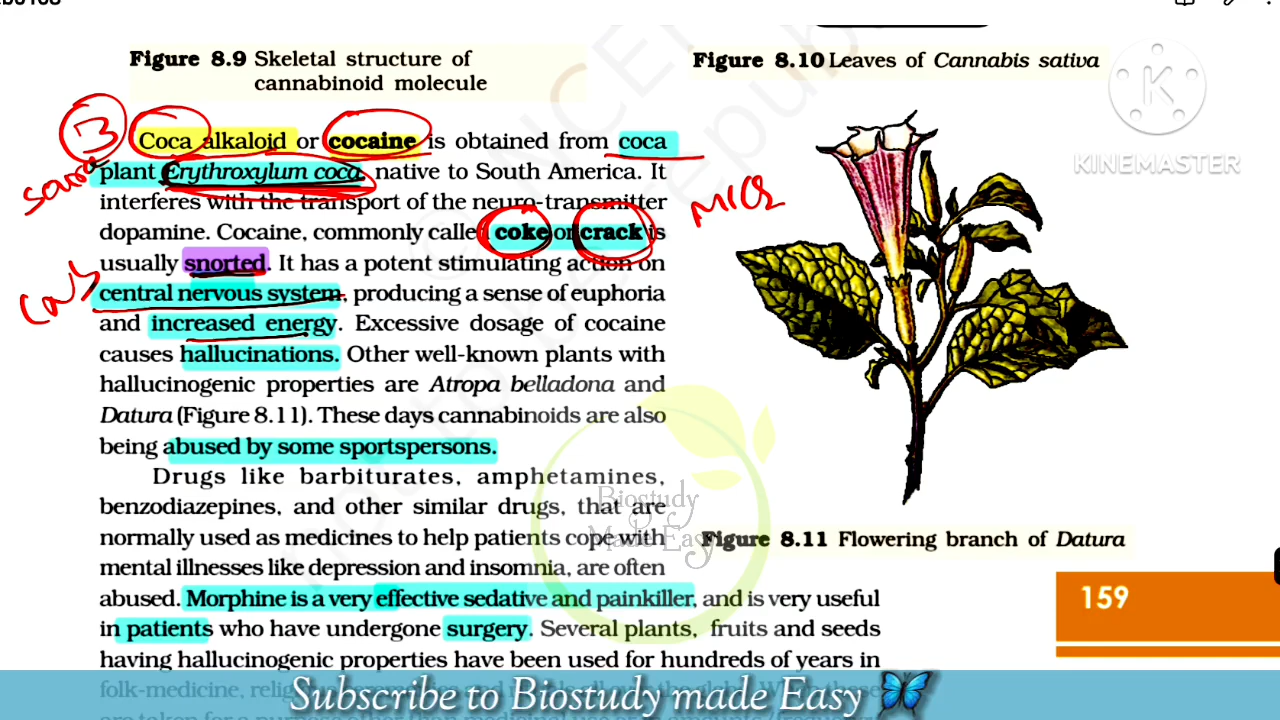 Figure 8.9 Skeletal structure of
cannabinoid molecule
Figure 8.10 Leaves of Cannabis sativa
KINEMASTER
3
Coca alkaloid or cocaine is obtained from coca
plant Erythroxylum coca, native to South America. It
interferes with the transport of the neuro-transmitter
dopamine. Cocaine, commonly called coke or crack is
usually snorted. It has a potent stimulating action on
central nervous system, producing a sense of euphoria
and increased energy. Excessive dosage of cocaine
causes hallucinations. Other well-known plants with
hallucinogenic properties are Atropa belladona and
Datura (Figure 8.11). These days cannabinoids are also
being abused by some sportspersons.
Drugs like barbiturates, amphetamines,
benzodiazepines, and other similar drugs, that are
normally used as medicines to help patients cope with
mental illnesses like depression and insomnia, are often
abused. Morphine is a very effective sedative and painkiller, and is very useful
in patients who have undergone surgery. Several plants, fruits and seeds
having hallucinogenic properties have been used for hundreds of years in
Biostudy
Made Easy
Figure 8.11 Flowering branch of Datura
159
Subscribe to Biostudy made Easy